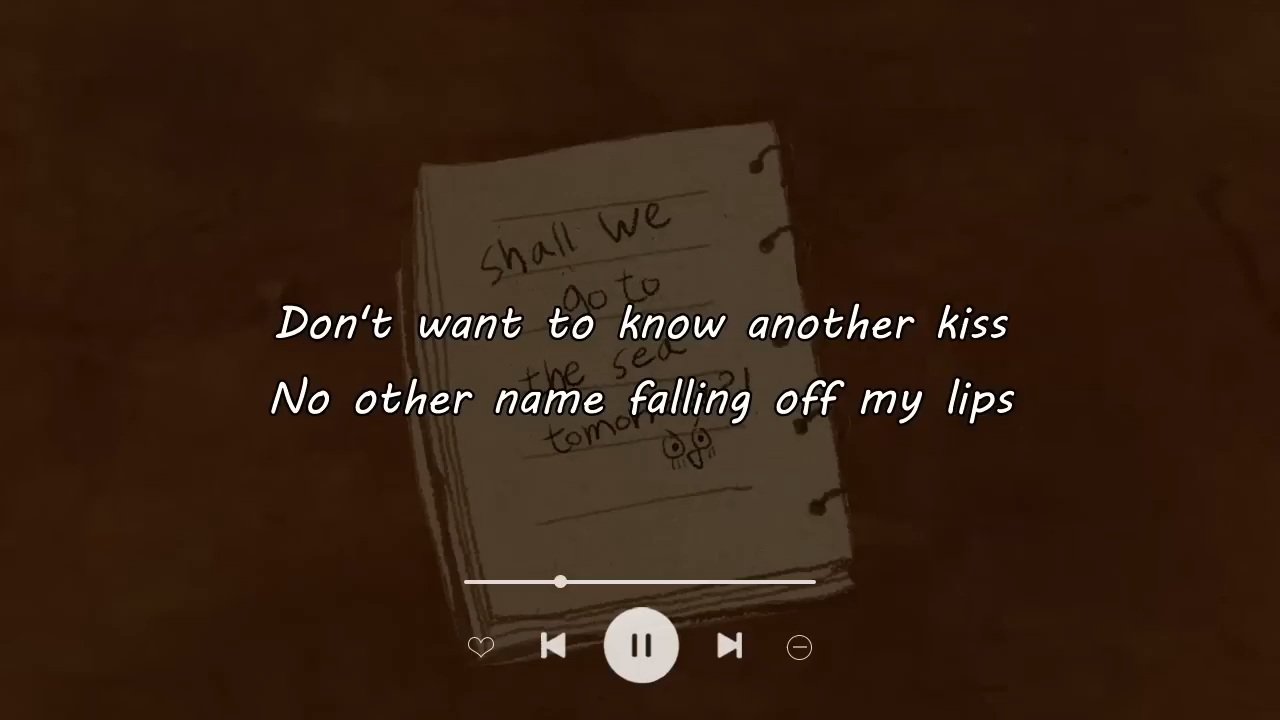 shall we
go to
Don't want to know another kiss
the sea
No other name falling off my lips
?!